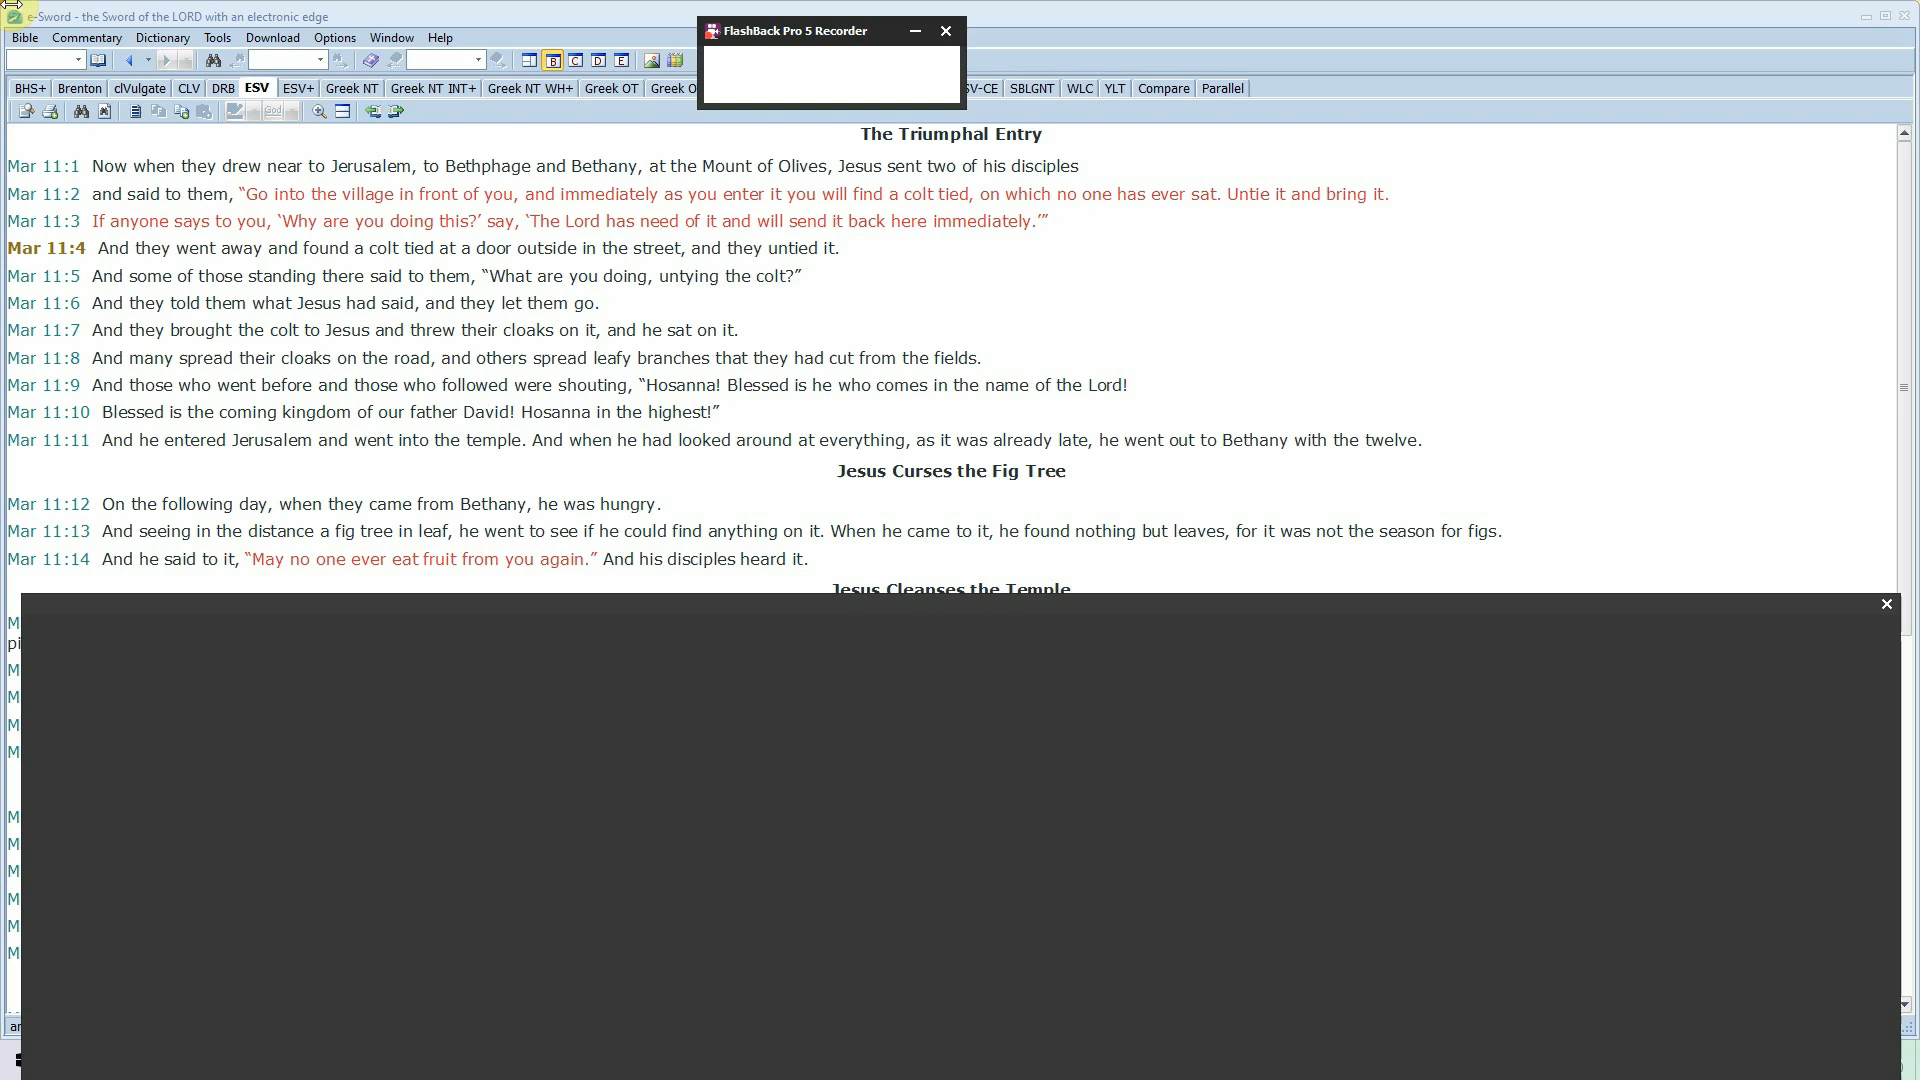 e-Sword - the Sword of the LORD with an electronic edge
FlashBack Pro 5 Recorder
Bible Commentary Dictionary Tools Download Options Window Help
B C D E
BHS+ Brenton clVulgate CLV DRB ESV ESV+ Greek NT Greek NT INT+ Greek NT WH+ Greek OT Greek O SV-CE SBLGNT WLC YLT Compare Parallel
God
The Triumphal Entry
Mar 11:1 Now when they drew near to Jerusalem, to Bethphage and Bethany, at the Mount of Olives, Jesus sent two of his disciples
Mar 11:2 and said to them, “Go into the village in front of you, and immediately as you enter it you will find a colt tied, on which no one has ever sat. Untie it and bring it.
Mar 11:3 If anyone says to you, ‘Why are you doing this?’ say, ‘The Lord has need of it and will send it back here immediately.’”
Mar 11:4 And they went away and found a colt tied at a door outside in the street, and they untied it.
Mar 11:5 And some of those standing there said to them, “What are you doing, untying the colt?”
Mar 11:6 And they told them what Jesus had said, and they let them go.
Mar 11:7 And they brought the colt to Jesus and threw their cloaks on it, and he sat on it.
Mar 11:8 And many spread their cloaks on the road, and others spread leafy branches that they had cut from the fields.
Mar 11:9 And those who went before and those who followed were shouting, “Hosanna! Blessed is he who comes in the name of the Lord!
Mar 11:10 Blessed is the coming kingdom of our father David! Hosanna in the highest!”
Mar 11:11 And he entered Jerusalem and went into the temple. And when he had looked around at everything, as it was already late, he went out to Bethany with the twelve.
Jesus Curses the Fig Tree
Mar 11:12 On the following day, when they came from Bethany, he was hungry.
Mar 11:13 And seeing in the distance a fig tree in leaf, he went to see if he could find anything on it. When he came to it, he found nothing but leaves, for it was not the season for figs.
Mar 11:14 And he said to it, “May no one ever eat fruit from you again.” And his disciples heard it.
Jesus Cleanses the Temple
M
pi
M
M
M
M
M
M
M
M
M
M
ar